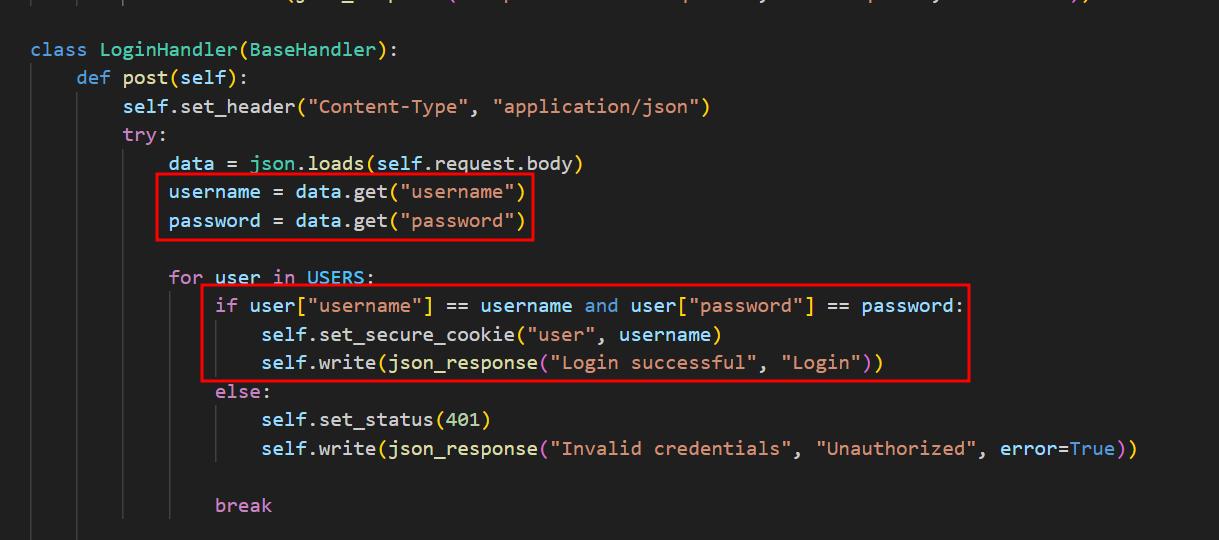 class LoginHandler(BaseHandler):
def post(self):
self.set_header("Content-Type", "application/json")
try:
data = json.loads(self.request.body)
username = data.get("username")
password = data.get("password")
for user in USERS:
if user["username"] == username and user["password"] == password:
self.set_secure_cookie("user", username)
self.write(json_response("Login successful", "Login"))
else:
self.set_status(401)
self.write(json_response("Invalid credentials", "Unauthorized", error=True))
break